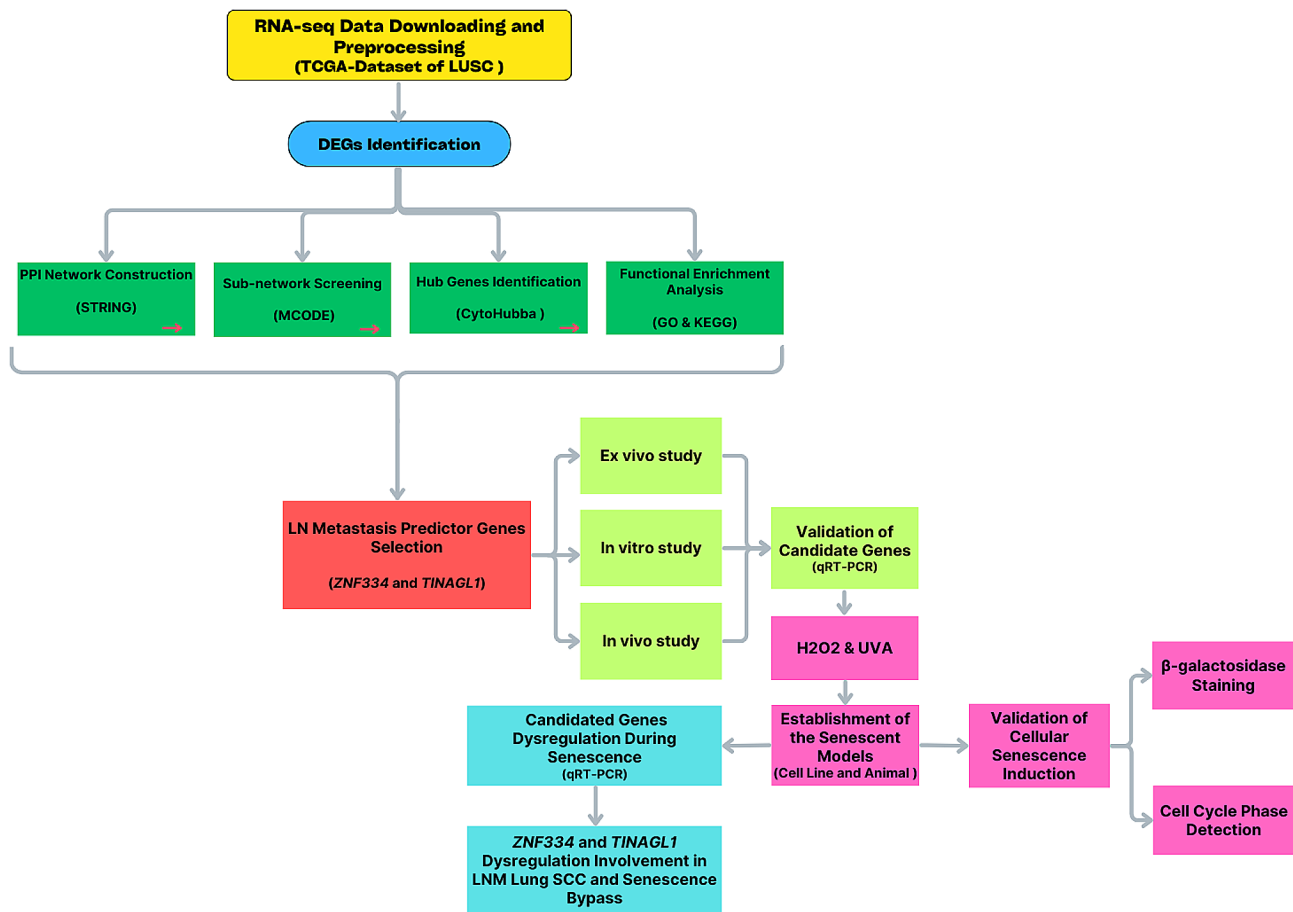 RNA-seq Data Downloading and
Preprocessing
(TCGA-Dataset of LUSC )
DEGs Identification
PPI Network Construction
(STRING)
Sub-network Screening
(MCODE)
Hub Genes Identification
(CytoHubba )
Functional Enrichment
Analysis
(GO & KEGG)
LN Metastasis Predictor Genes
Selection
(ZNF334 and TINAGL1)
Ex vivo study
In vitro study
In vivo study
Validation of
Candidate Genes
(qRT-PCR)
H2O2 & UVA
Establishment of
the Senescent
Models
(Cell Line and Animal )
Validation of
Cellular
Senescence
Induction
β-galactosidase
Staining
Cell Cycle Phase
Detection
Candidated Genes
Dysregulation During
Senescence
(qRT-PCR)
ZNF334 and TINAGL1
Dysregulation Involvement in
LNM Lung SCC and Senescence
Bypass